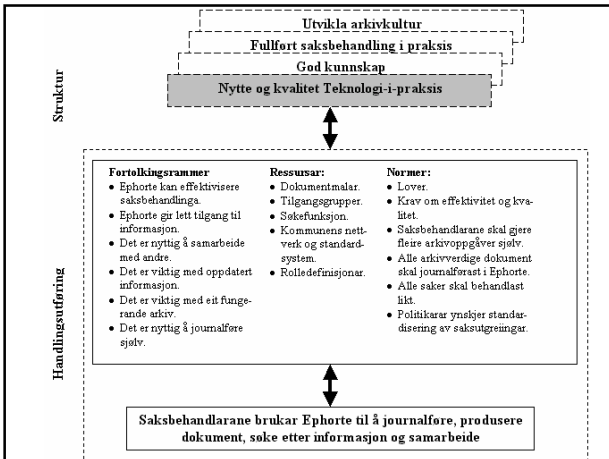 Utvikla arkivkultur
Fullført saksbehandling i praksis
God kunnskap
Nytte og kvalitet Teknologi-i-praksis
Struktur
Handlingsutføring
Fortolkingsrammer
• Ephorte kan effektivisere
saksbehandlinga.
• Ephorte gir lett tilgang til
informasjon.
• Det er nyttig å samarbeide
med andre.
• Det er viktig med oppdatert
informasjon.
• Det er viktig med eit funge-
rande arkiv.
• Det er nyttig å journalføre
sjølv.
Ressursar:
• Dokumentmalar.
• Tilgangsgrupper.
• Søkefunksjon.
• Kommunens nett-
verk og standard-
system.
• Rolledefinisjonar.
Normer:
• Lover.
• Krav om effektivitet og kva-
litet.
• Saksbehandlarane skal gjere
fleire arkivoppgåver sjølv.
• Alle arkivverdige dokument
skal journalførast i Ephorte.
• Alle saker skal behandlast
likt.
• Politikarar ynskjer standar-
disering av saksutgreiingar.
Saksbehandlarane brukar Ephorte til å journalføre, produsere
dokument, søke etter informasjon og samarbeide